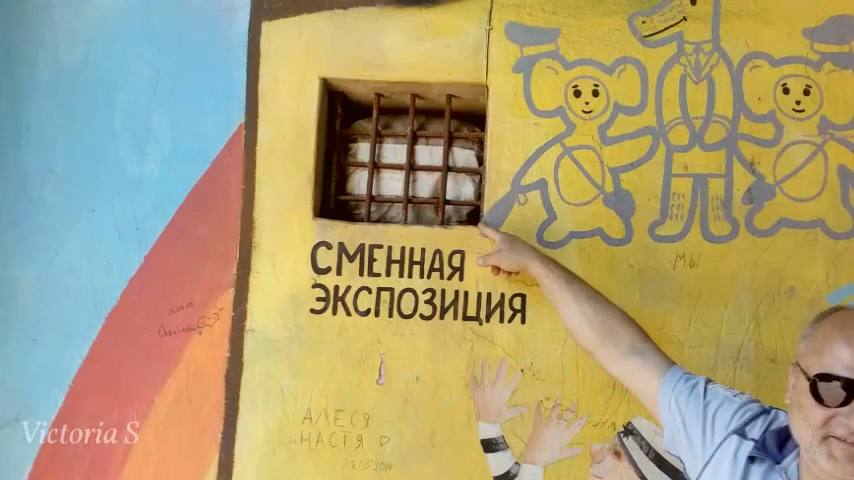 СМЕННАЯ
ЭКСПОЗИЦИЯ
МЫ
АЛЕСЯ
НАСТЯ
Victoria S